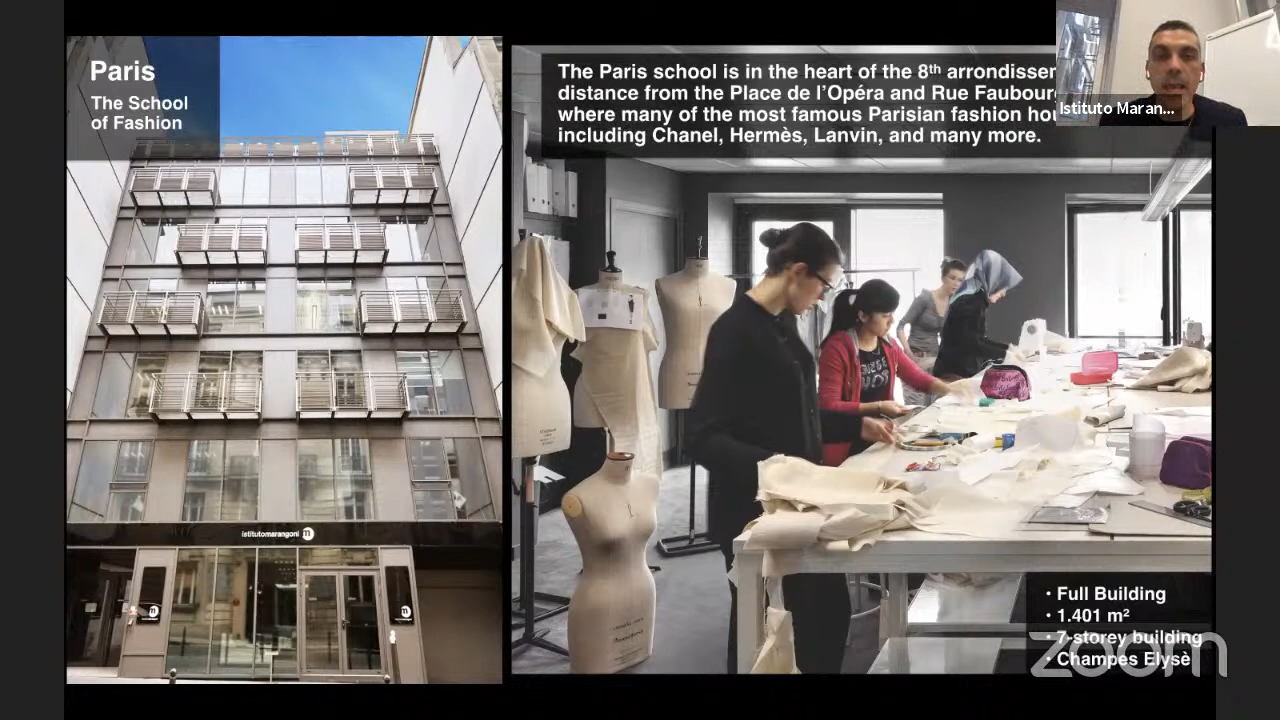 Paris
The School
of Fashion
The Paris school is in the heart of the 8th arrondisse
distance from the Place de l'Opéra and Rue Faubour
where many of the most famous Parisian fashion ho
including Chanel, Hermès, Lanvin, and many more.
Istituto Maran...
istitutomarangoni m
m
m
• Full Building
• 1.401 m²
• 7-storey building
• Champes Elysè
zoom